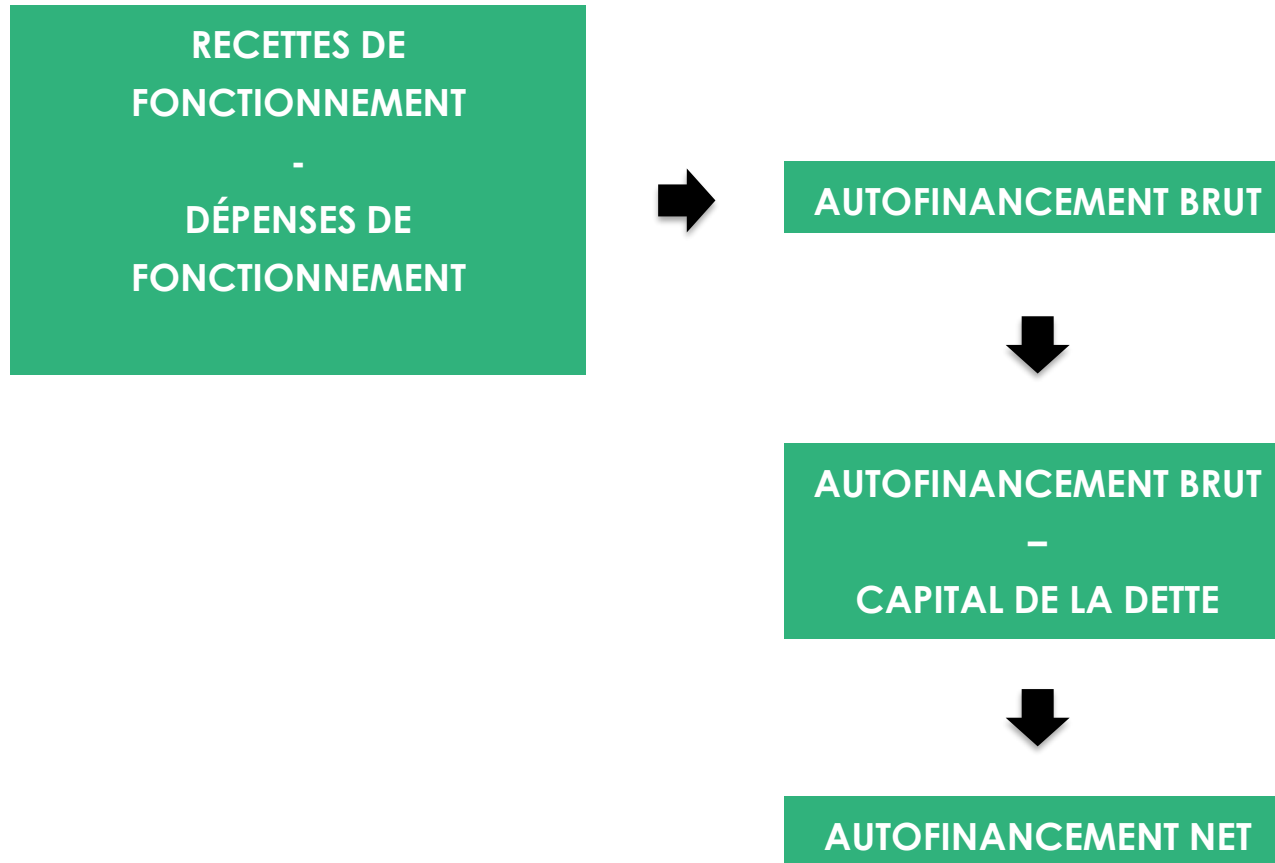 RECETTES DE
FONCTIONNEMENT
-
DÉPENSES DE
FONCTIONNEMENT
AUTOFINANCEMENT BRUT
AUTOFINANCEMENT BRUT
–
CAPITAL DE LA DETTE
AUTOFINANCEMENT NET